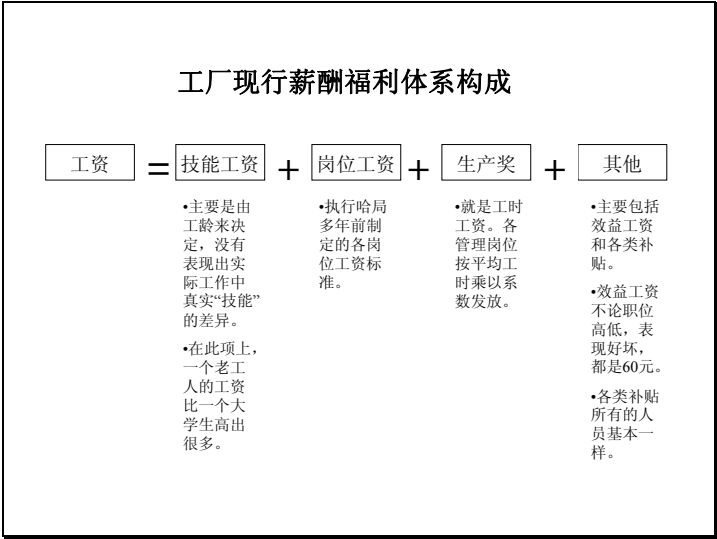 工厂现行薪酬福利体系构成
工资 = 技能工资 + 岗位工资 + 生产奖 + 其他
•主要是由
工龄来决
定，没有
表现出实
际工作中
真实“技能”
的差异。
•在此项上，
一个老工
人的工资
比一个大
学生高出
很多。
•执行哈局
多年前制
定的各岗
位工资标
准。
•就是工时
工资。各
管理岗位
按平均工
时乘以系
数发放。
•主要包括
效益工资
和各类补
贴。
•效益工资
不论职位
高低，表
现好坏，
都是60元。
•各类补贴
所有的人
员基本一
样。